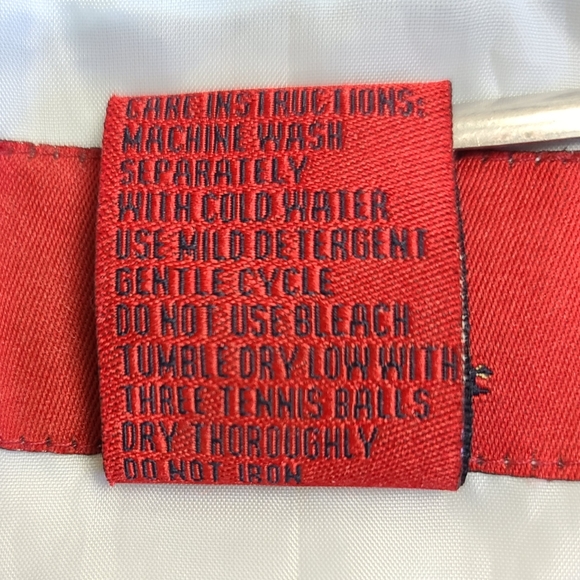 CARE INSTRUCTIONS:
MACHINE WASH
SEPARATELY
WITH COLD WATER
USE MILD DETERGENT
GENTLE CYCLE
DO NOT USE BLEACH
TUMBLE DRY LOW WITH
THREE TENNIS BALLS
DRY THOROUGHLY
DO NOT IRON